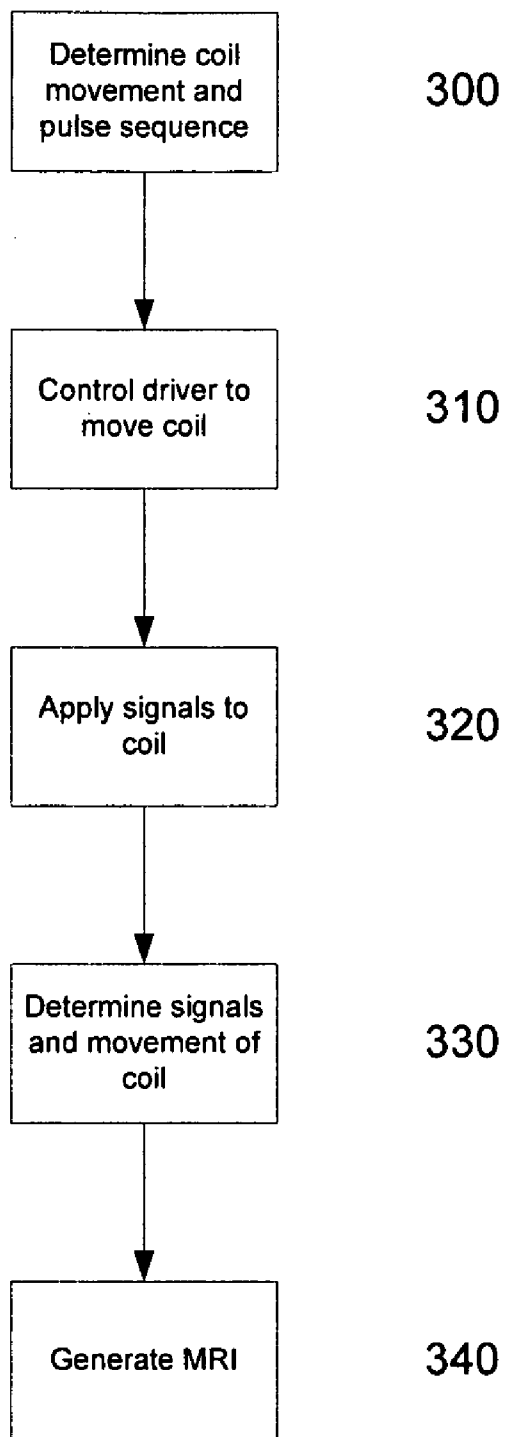 Determine coil
movement and
pulse sequence
300
Control driver to
move coil
310
Apply signals to
coil
320
Determine signals
and movement of
coil
330
Generate MRI
340